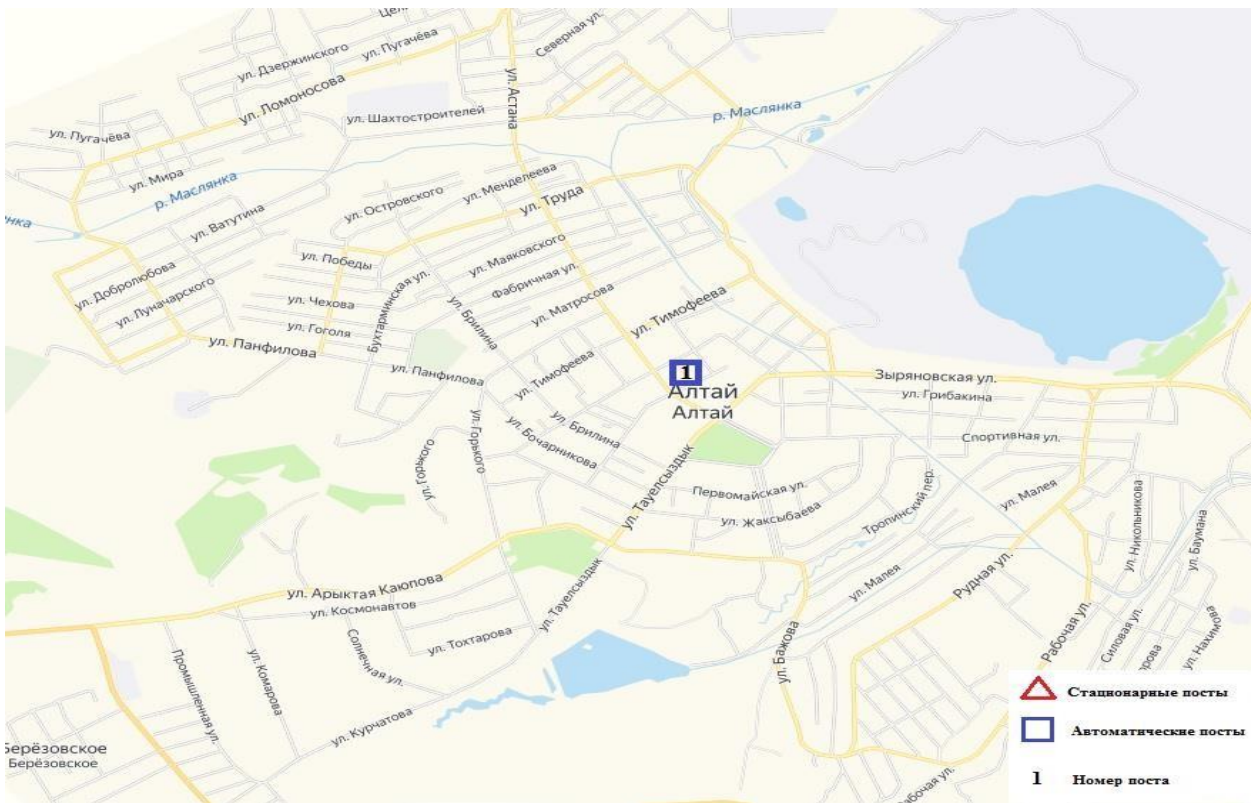 ул. Пугачёва
Северная ул.
ул. Дзержинского
ул. Ломоносова
ул. Астана
ул. Шахтостроителей
р. Маслянка
ул. Пугачёва
ул. Мира
р. Маслянка
ул. Менделеева
ул. Островского
ул. Труда
ул. Ватутина
ул. Маяковского
ул. Победы
ул. Добролюбова
Фабричная ул.
ул. Луначарского
ул. Чехова
Бухтарминская ул.
ул. Матросова
ул. Тимофеева
ул. Гоголя
ул. Брилина
ул. Панфилова
ул. Панфилова
ул. Тимофеева
1
Алтай
Алтай
Зыряновская ул.
ул. Грибакина
ул. Горького
ул. Горького
ул. Брилина
ул. Бочарникова
Спортивная ул.
ул. Тауелсыздык
Первомайская ул.
ул. Жаксыбаева
Тропинский пер.
ул. Малея
ул. Никольникова
ул. Баумана
ул. Арыктая Каюпова
ул. Космонавтов
ул. Тауелсыздык
ул. Малея
Рудная ул.
ул. Тохтарова
Солнечная ул.
ул. Комарова
Промышленная ул.
ул. Бажова
Рабочая ул.
Силовая ул.
ул. Нахимова
ул. Курчатова
Берёзовское
Берёзовское
Стационарные посты
Автоматические посты
1 Номер поста